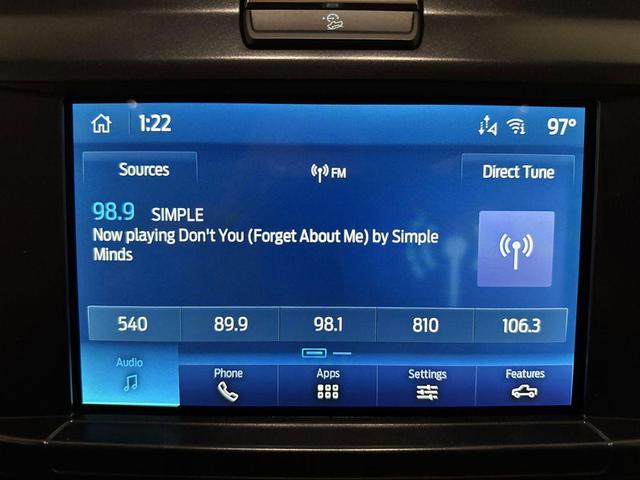 1:22
97°
Sources
FM
Direct Tune
98.9 SIMPLE
Now playing Don't You (Forget About Me) by Simple
Minds
540 89.9 98.1 810 106.3
Audio
Phone
Apps
Settings
Features